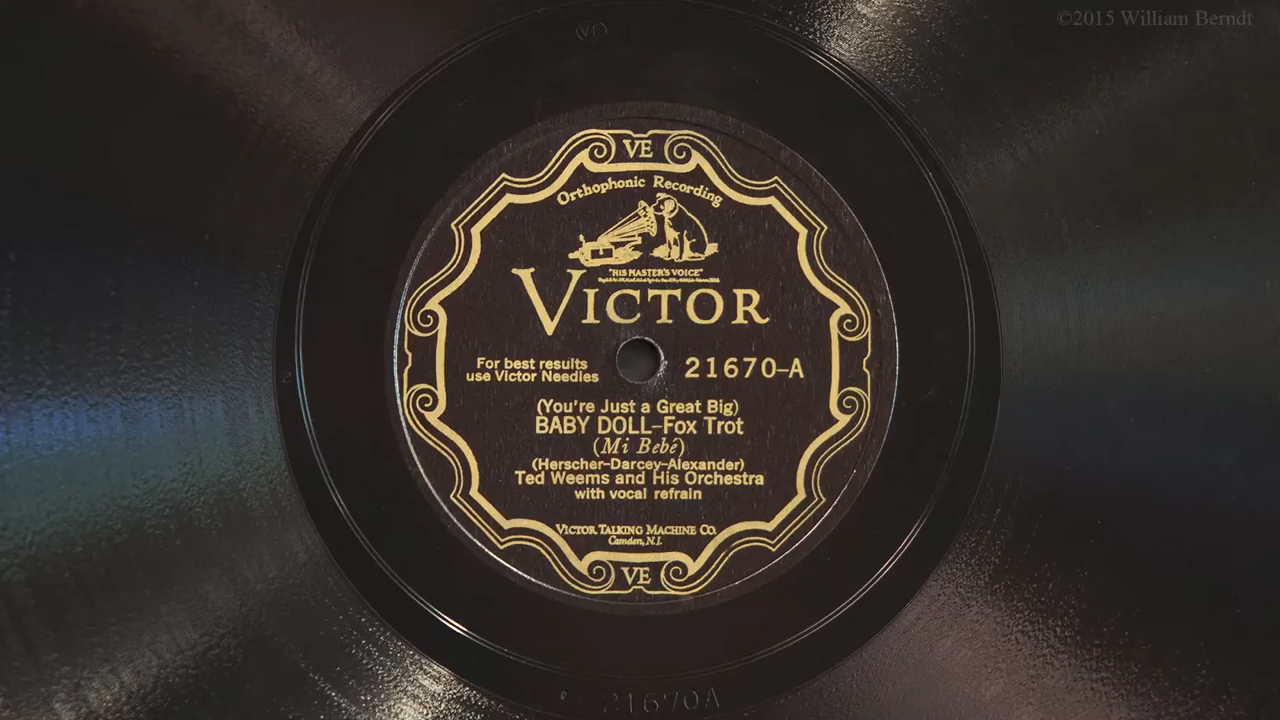 ©2015 William Berndt
VE
VE
Orthophonic Recording
"HIS MASTER'S VOICE"
VICTOR
For best results
use Victor Needles
21670-A
(You're Just a Great Big)
BABY DOLL-Fox Trot
(Mi Bebé)
(Herscher-Darcey-Alexander)
Ted Weems and His Orchestra
with vocal refrain
VICTOR TALKING MACHINE CO.
Camden, N.J.
VE
21670A